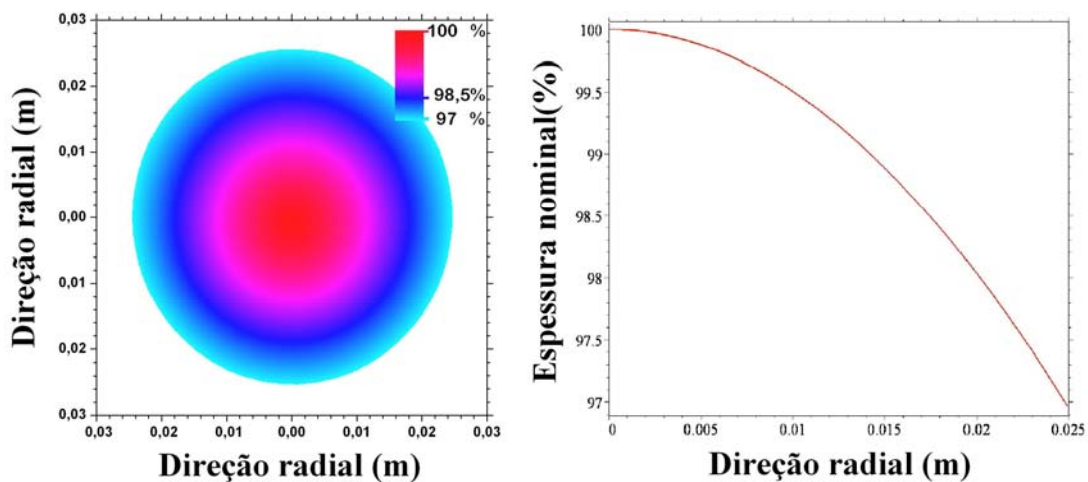 0,03
0,02
0,01
0,00
0,01
0,02
0,03
Direção radial (m)
100 %
98,5%
97 %
0,03 0,02 0,01 0,00 0,01 0,02 0,03
Direção radial (m)
Espessura nominal(%)
100
99.5
99
98.5
98
97.5
97
0 0.005 0.01 0.015 0.02 0.025
Direção radial (m)